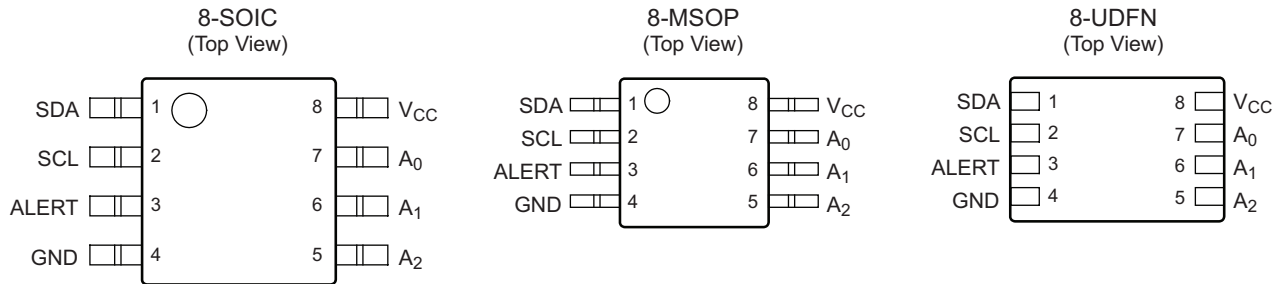 8-SOIC
(Top View)
SDA 1 8 VCC
SCL 2 7 A0
ALERT 3 6 A1
GND 4 5 A2
8-MSOP
(Top View)
SDA 1 8 VCC
SCL 2 7 A0
ALERT 3 6 A1
GND 4 5 A2
8-UDFN
(Top View)
SDA 1 8 VCC
SCL 2 7 A0
ALERT 3 6 A1
GND 4 5 A2